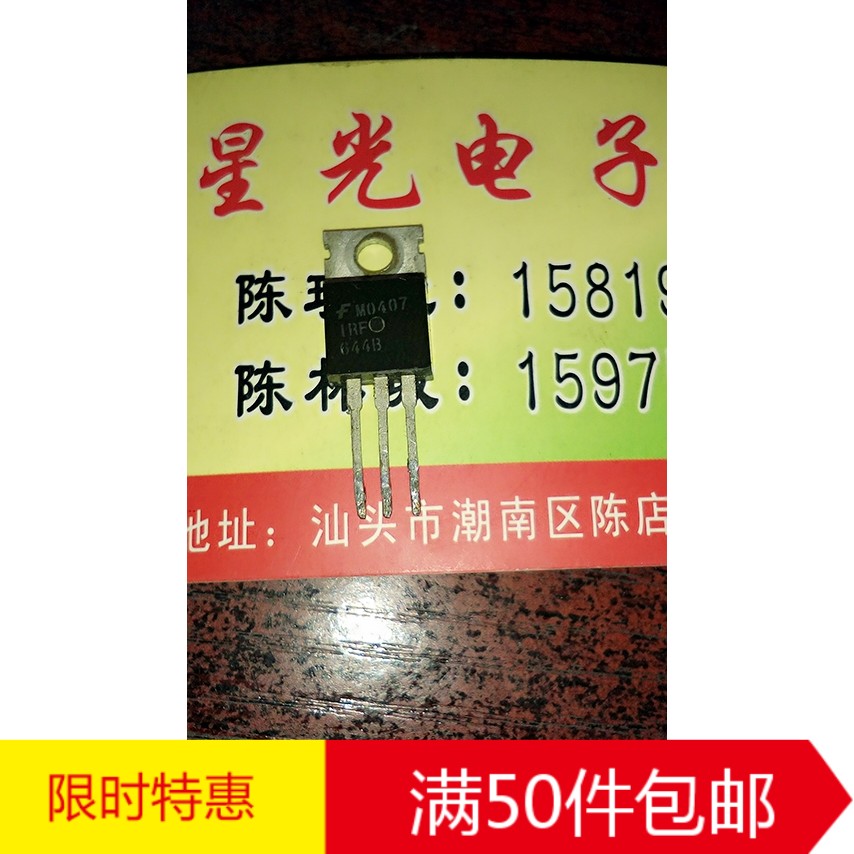 星光电子
陈 : 15819
陈林 : 1597
M0407
IRF
644B
地址：汕头市潮南区陈店
限时特惠
满50件包邮